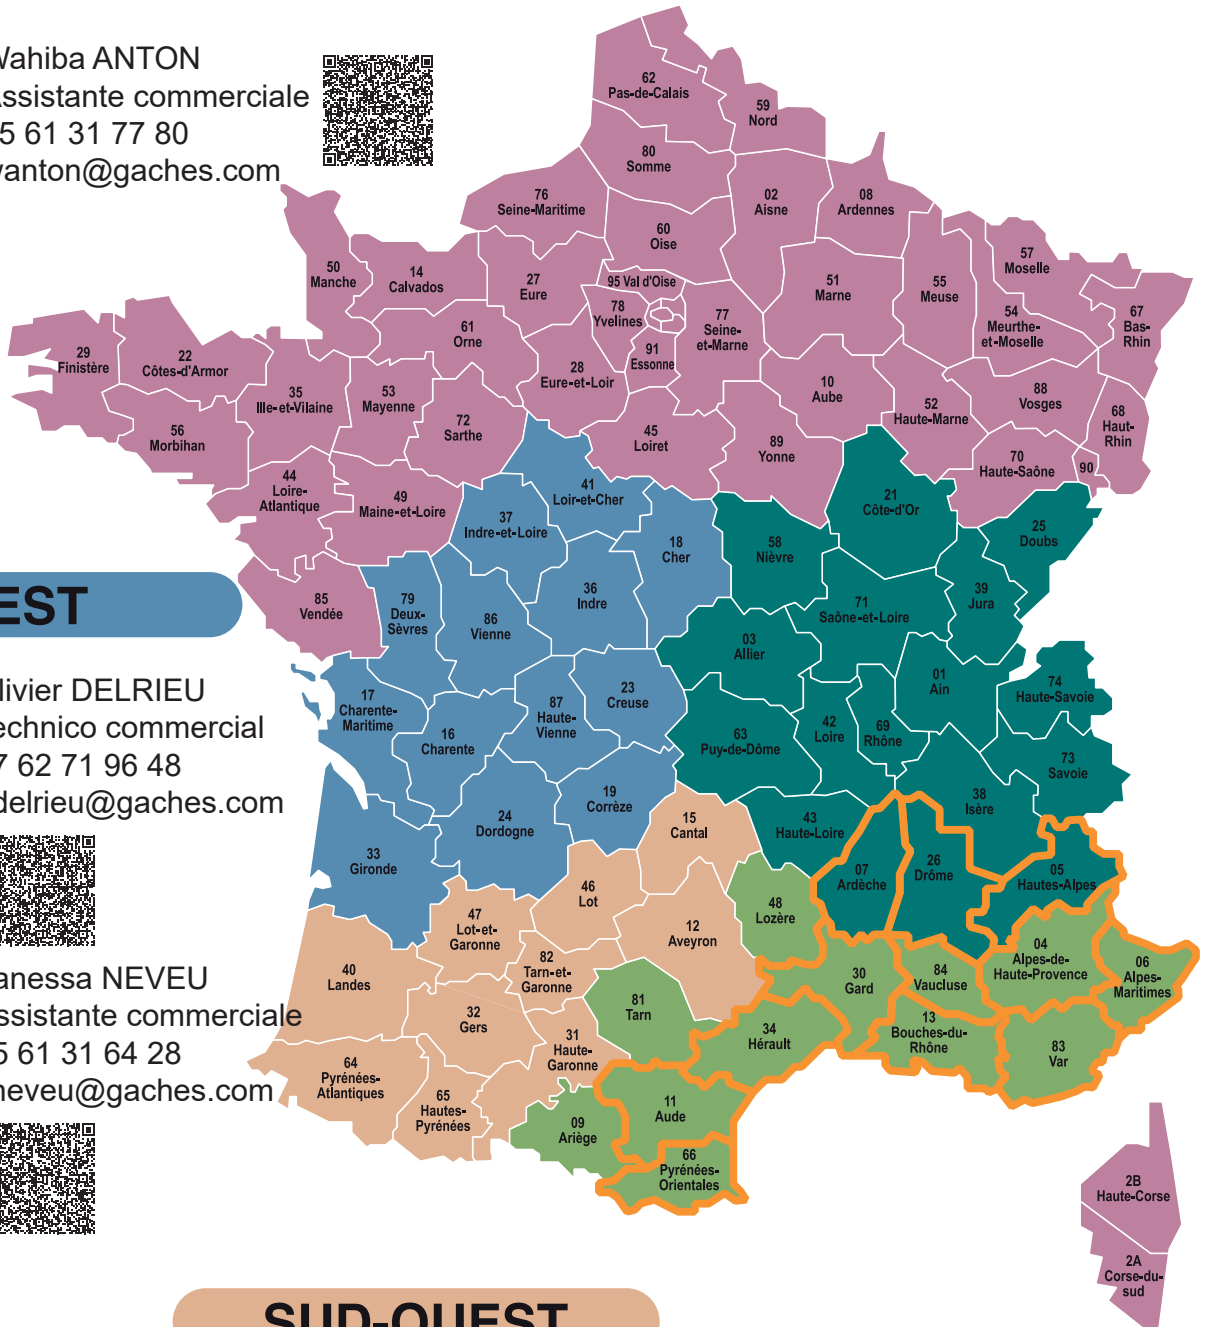 Wahiba ANTON
Assistante commerciale
5 61 31 77 80
wanton@gaches.com
62
Pas-de-Calais
59
Nord
80
Somme
76
Seine-Maritime
02
Aisne
08
Ardennes
60
Oise
50
Manche
14
Calvados
27
Eure
95 Val d'Oise
78
Yvelines
77
Seine-
et-Marne
91
Essonne
51
Marne
55
Meuse
57
Moselle
54
Meurthe-
et-Moselle
67
Bas-
Rhin
61
Orne
29
Finistère
22
Côtes-d'Armor
28
Eure-et-Loir
35
Ille-et-Vilaine
53
Mayenne
10
Aube
52
Haute-Marne
88
Vosges
68
Haut-
Rhin
56
Morbihan
72
Sarthe
45
Loiret
89
Yonne
70
Haute-Saône
90
44
Loire-
Atlantique
49
Maine-et-Loire
41
Loir-et-Cher
37
Indre-et-Loire
18
Cher
58
Nièvre
21
Côte-d'Or
25
Doubs
EST
85
Vendée
79
Deux-
Sèvres
86
Vienne
36
Indre
71
Saône-et-Loire
39
Jura
03
Allier
01
Ain
74
Haute-Savoie
livier DELRIEU
echnico commercial
7 62 71 96 48
delrieu@gaches.com
17
Charente-
Maritime
16
Charente
87
Haute-
Vienne
23
Creuse
63
Puy-de-Dôme
42
Loire
69
Rhône
73
Savoie
38
Isère
19
Corrèze
24
Dordogne
33
Gironde
15
Cantal
43
Haute-Loire
07
Ardèche
26
Drôme
05
Hautes-Alpes
46
Lot
48
Lozère
47
Lot-et-
Garonne
12
Aveyron
82
Tarn-et-
Garonne
40
Landes
04
Alpes-de-
Haute-Provence
06
Alpes-
Maritimes
30
Gard
84
Vaucluse
anessa NEVEU
ssistante commerciale
5 61 31 64 28
neveu@gaches.com
32
Gers
81
Tarn
31
Haute-
Garonne
34
Hérault
13
Bouches-du-
Rhône
83
Var
64
Pyrénées-
Atlantiques
65
Hautes-
Pyrénées
09
Ariège
11
Aude
66
Pyrénées-
Orientales
2B
Haute-Corse
2A
Corse-du-
sud
SUD-OUEST